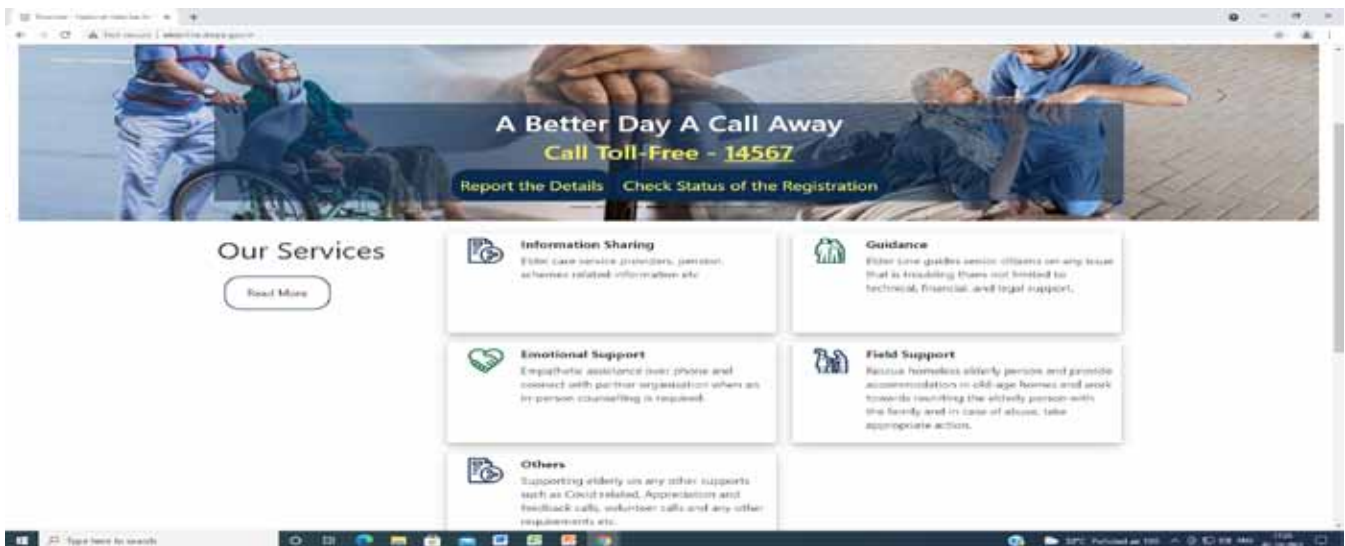 Not secure
A Better Day A Call Away
Call Toll-Free - 14567
Report the Details Check Status of the Registration
Our Services
Read More
Information Sharing
Elder care service providers, pension
schemes related information etc
Guidance
Elder Line guides senior citizens on any issue
that is troubling them not limited to
technical, financial, and legal support.
Emotional Support
Empathetic assistance over phone and
connect with partner organisation when an
in-person counselling is required.
Field Support
Rescue homeless elderly person and provide
accommodation in old-age homes and work
towards reuniting the elderly person with
the family and in case of abuse, take
appropriate action.
Others
Supporting elderly on any other supports
such as Covid related, Appreciation and
feedback calls, volunteer calls and any other
requirements etc.
Type here to search